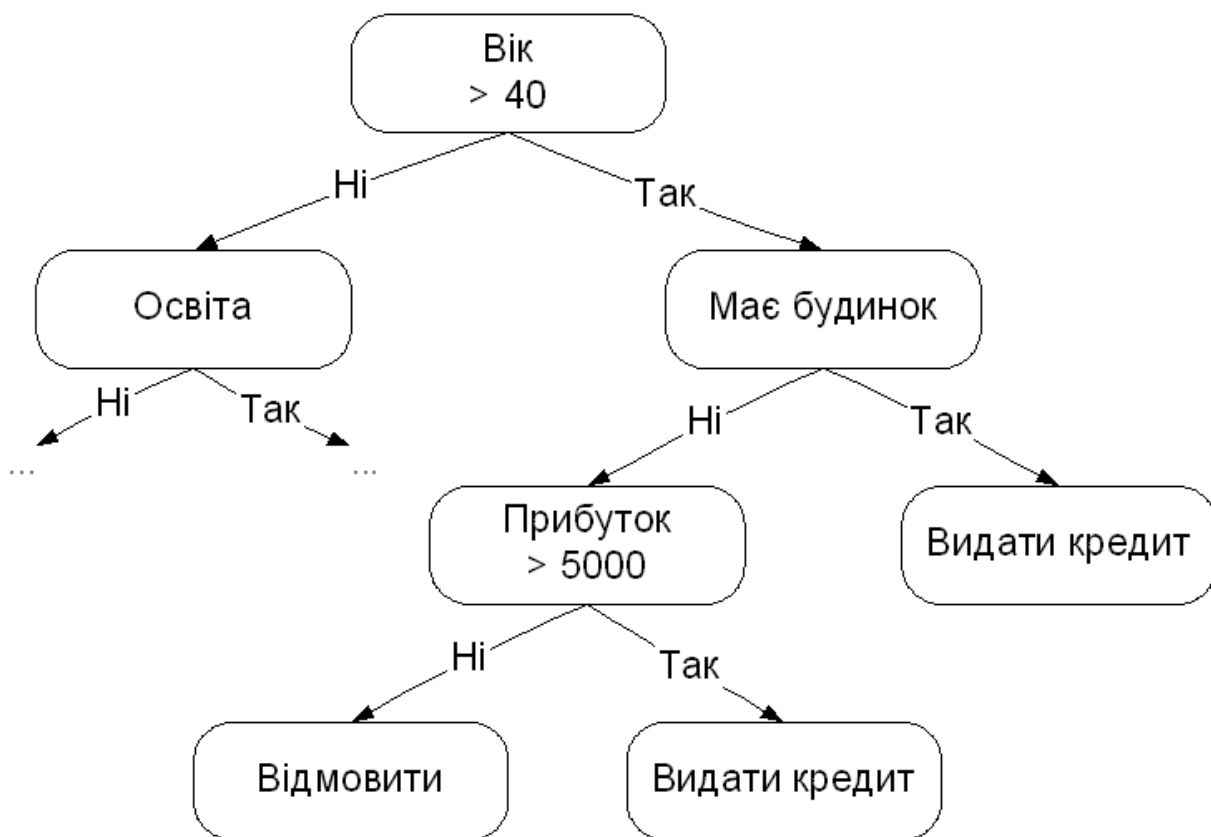 Вік
> 40
Ні
Так
Освіта
Має будинок
Ні
Так
Ні
Так
...
...
Прибуток
> 5000
Видати кредит
Ні
Так
Відмовити
Видати кредит